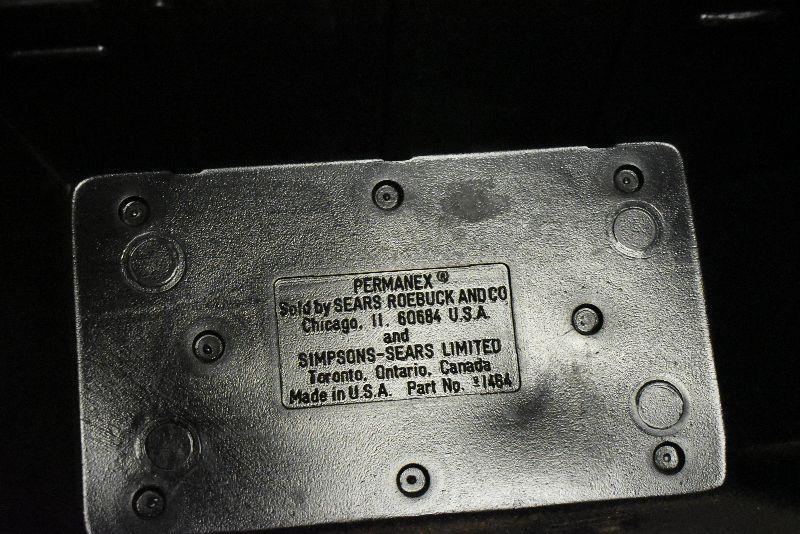 PERMANEX ®
Sold by SEARS ROEBUCK AND CO
Chicago, Il. 60684 U.S.A.
and
SIMPSONS-SEARS LIMITED
Toronto, Ontario, Canada
Made in U.S.A. Part No.